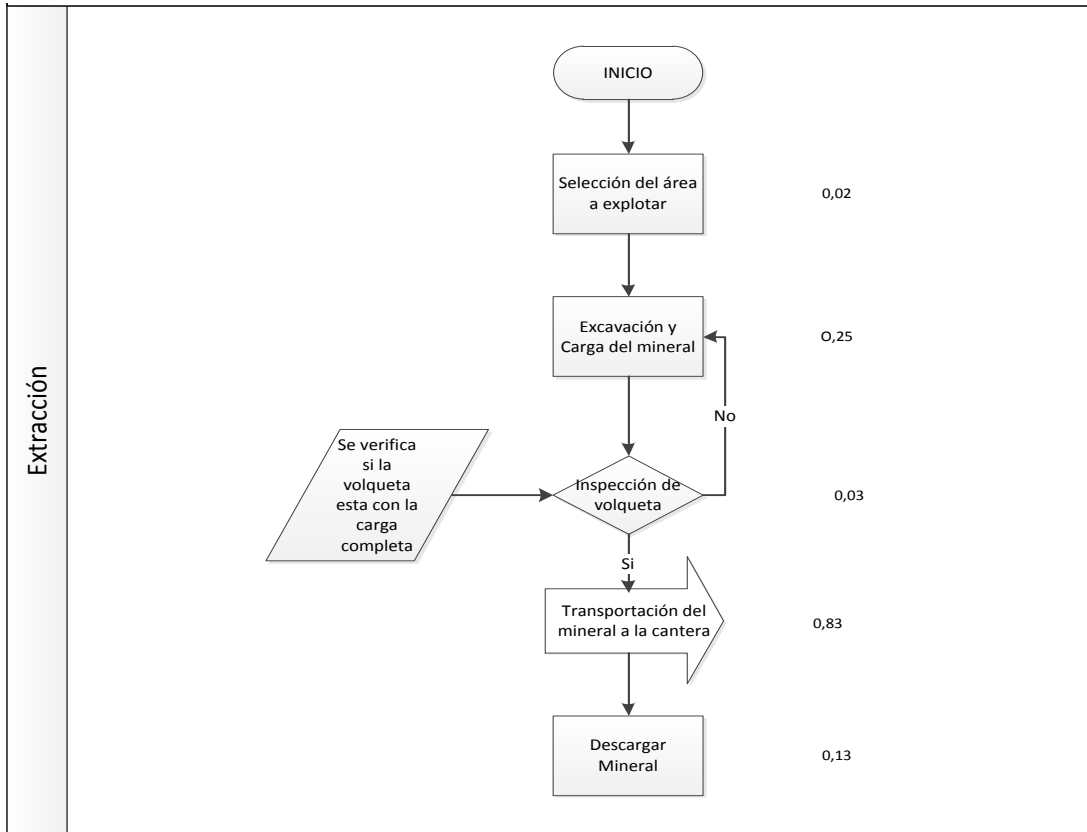 Extracción
INICIO
Selección del área
a explotar
0,02
Excavación y
Carga del mineral
O,25
No
Se verifica
si la
volqueta
esta con la
carga
completa
Inspección de
volqueta
0,03
Si
Transportación del
mineral a la cantera
0,83
Descargar
Mineral
0,13